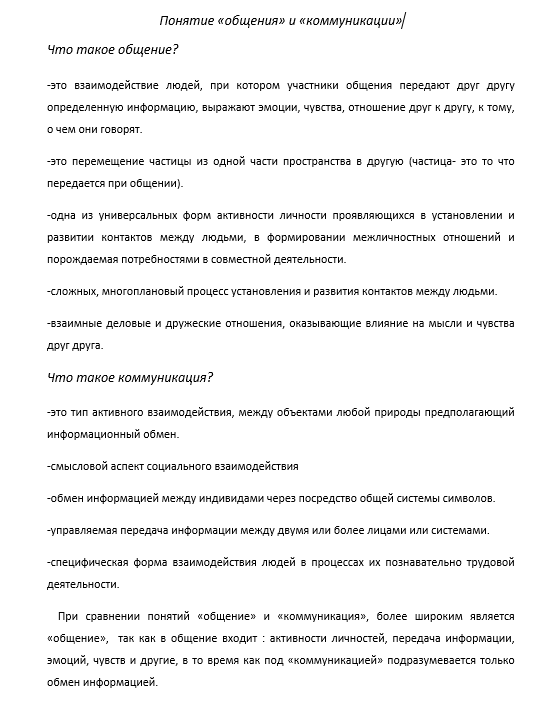 Понятие «общения» и «коммуникации»
Что такое общение?
-это взаимодействие людей, при котором участники общения передают друг другу
определенную информацию, выражают эмоции, чувства, отношение друг к другу, к тому,
о чем они говорят.
-это перемещение частицы из одной части пространства в другую (частица- это то что
передается при общении).
-одна из универсальных форм активности личности проявляющихся в установлении и
развитии контактов между людьми, в формировании межличностных отношений и
порождаемая потребностями в совместной деятельности.
-сложных, многоплановый процесс установления и развития контактов между людьми.
-взаимные деловые и дружеские отношения, оказывающие влияние на мысли и чувства
друг друга.
Что такое коммуникация?
-это тип активного взаимодействия, между объектами любой природы предполагающий
информационный обмен.
-смысловой аспект социального взаимодействия
-обмен информацией между индивидами через посредство общей системы символов.
-управляемая передача информации между двумя или более лицами или системами.
-специфическая форма взаимодействия людей в процессах их познавательно трудовой
деятельности.
При сравнении понятий «общение» и «коммуникация», более широким является
«общение», так как в общение входит : активности личностей, передача информации,
эмоций, чувств и другие, в то время как под «коммуникацией» подразумевается только
обмен информацией.